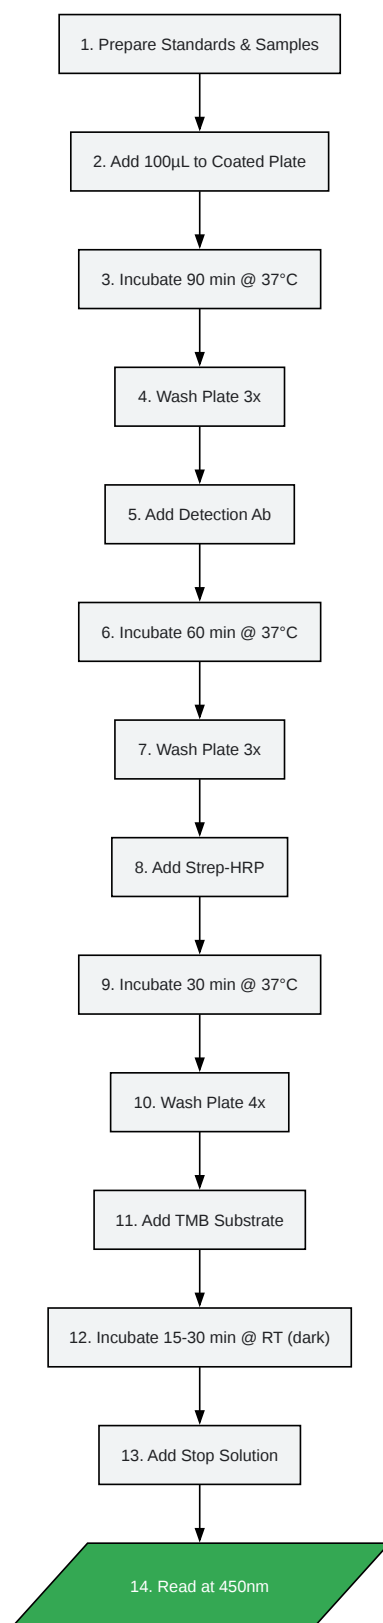 1. Prepare Standards & Samples
2. Add 100µL to Coated Plate
3. Incubate 90 min @ 37°C
4. Wash Plate 3x
5. Add Detection Ab
6. Incubate 60 min @ 37°C
7. Wash Plate 3x
8. Add Strep-HRP
9. Incubate 30 min @ 37°C
10. Wash Plate 4x
11. Add TMB Substrate
12. Incubate 15-30 min @ RT (dark)
13. Add Stop Solution
14. Read at 450nm